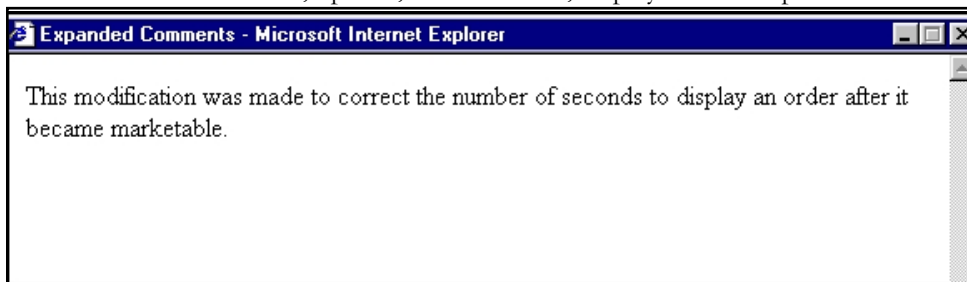 Expanded Comments - Microsoft Internet Explorer
This modification was made to correct the number of seconds to display an order after it
became marketable.